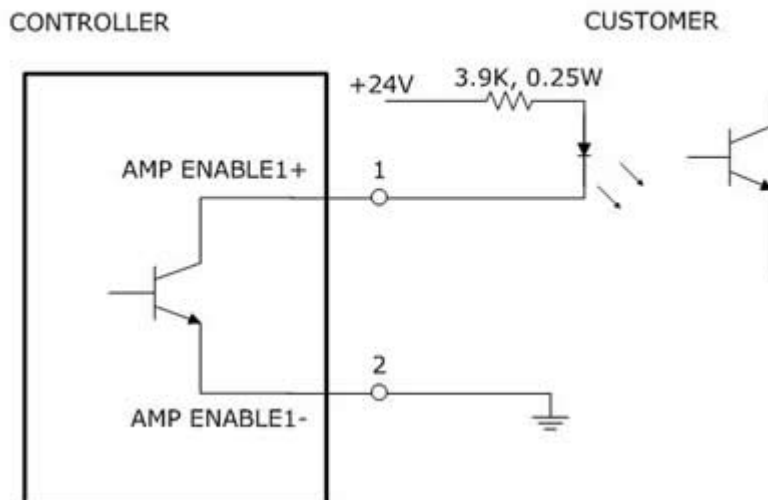 CONTROLLER
CUSTOMER
+24V
3.9K, 0.25W
AMP ENABLE1+
1
2
AMP ENABLE1-